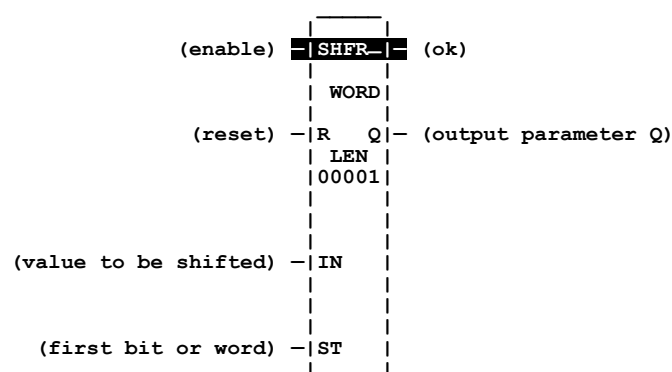 (enable) –|SHFR–|– (ok)
WORD
(reset) –|R Q|– (output parameter Q)
LEN
00001
(value to be shifted) –|IN
(first bit or word) –|ST